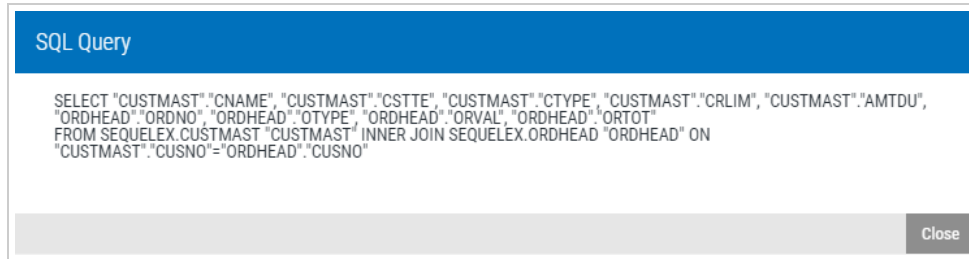 SQL Query
SELECT "CUSTMAST"."CNAME", "CUSTMAST"."CSTTE", "CUSTMAST"."CTYPE", "CUSTMAST"."CRLIM", "CUSTMAST"."AMTDU",
"ORDHEAD"."ORDNO", "ORDHEAD"."OTYPE", "ORDHEAD"."ORVAL", "ORDHEAD"."ORTOT"
FROM SEQUELEX.CUSTMAST "CUSTMAST" INNER JOIN SEQUELEX.ORDHEAD "ORDHEAD" ON
"CUSTMAST"."CUSNO"="ORDHEAD"."CUSNO"
Close